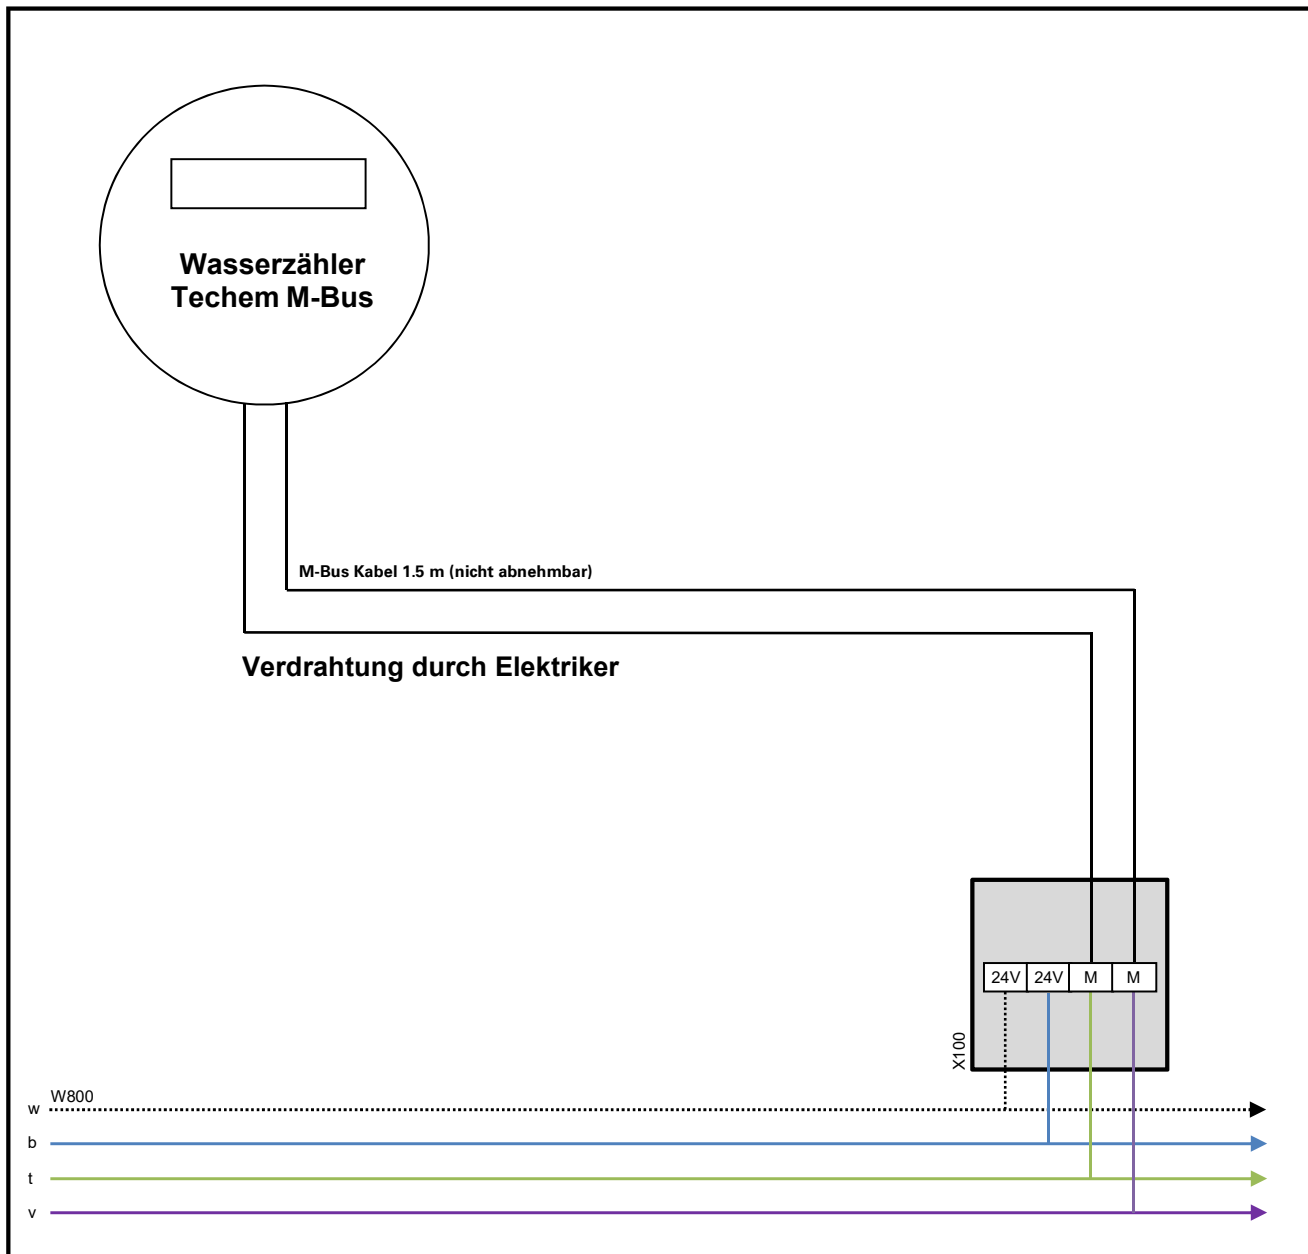 Wasserzähler
Techem M-Bus
M-Bus Kabel 1.5 m (nicht abnehmbar)
Verdrahtung durch Elektriker
24V 24V M M
X100
W800
w
b
t
v